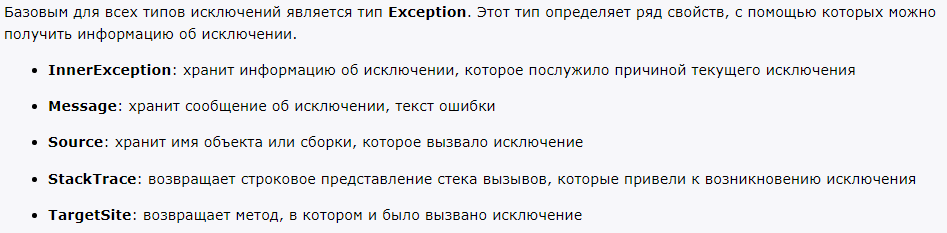 Базовым для всех типов исключений является тип Exception. Этот тип определяет ряд свойств, с помощью которых можно
получить информацию об исключении.
• InnerException: хранит информацию об исключении, которое послужило причиной текущего исключения
• Message: хранит сообщение об исключении, текст ошибки
• Source: хранит имя объекта или сборки, которое вызвало исключение
• StackTrace: возвращает строковое представление стека вызывов, которые привели к возникновению исключения
• TargetSite: возвращает метод, в котором и было вызвано исключение